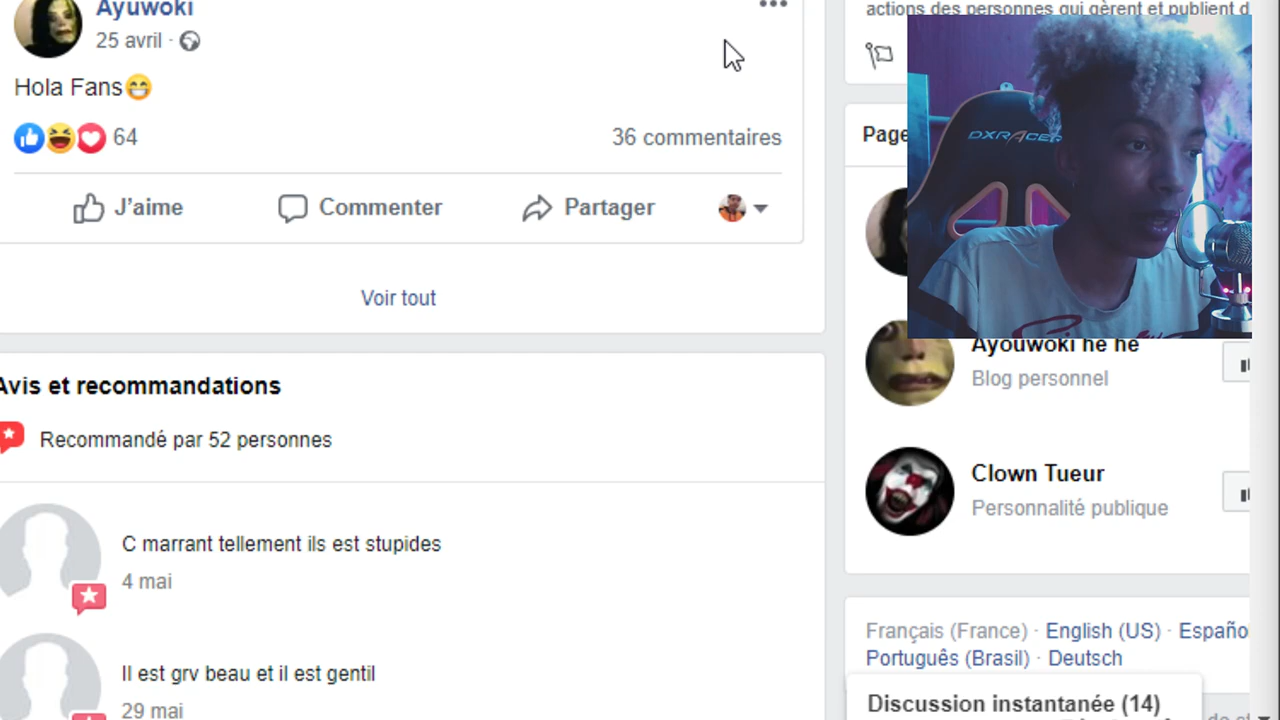 Ayuwoki
25 avril ·
Hola Fans😁
64
36 commentaires
J'aime
Commenter
Partager
Voir tout
Avis et recommandations
Recommandé par 52 personnes
C marrant tellement ils est stupides
4 mai
Il est grv beau et il est gentil
29 mai
actions des personnes qui gèrent et publient d
Page
DXRACER
Ayouwoki he he
Blog personnel
Clown Tueur
Personnalité publique
Français (France) · English (US) · Español
Português (Brasil) · Deutsch
Discussion instantanée (14)